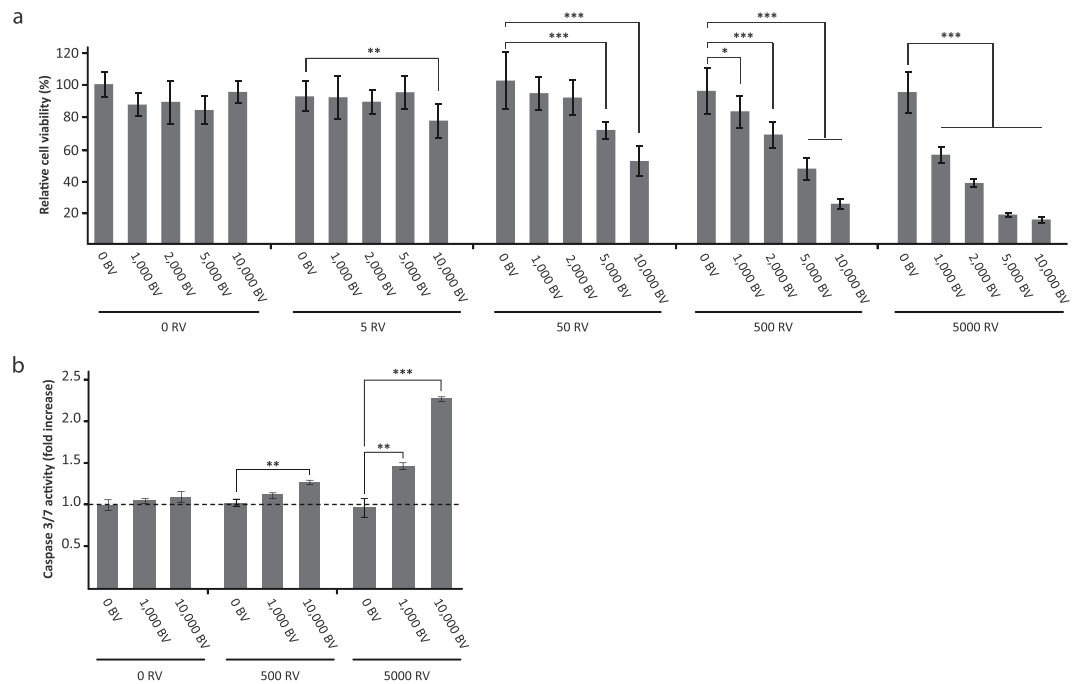 a
Relative cell viability (%)
120
100
80
60
40
20
**
***
***
***
***
*
***
0 BV
1,000 BV
2,000 BV
5,000 BV
10,000 BV
0 BV
1,000 BV
2,000 BV
5,000 BV
10,000 BV
0 BV
1,000 BV
2,000 BV
5,000 BV
10,000 BV
0 BV
1,000 BV
2,000 BV
5,000 BV
10,000 BV
0 BV
1,000 BV
2,000 BV
5,000 BV
10,000 BV
0 RV
5 RV
50 RV
500 RV
5000 RV
b
Caspase 3/7 activity (fold increase)
2.5
2.0
1.5
1.0
0.5
**
***
**
0 BV
1,000 BV
10,000 BV
0 BV
1,000 BV
10,000 BV
0 BV
1,000 BV
10,000 BV
0 RV
500 RV
5000 RV